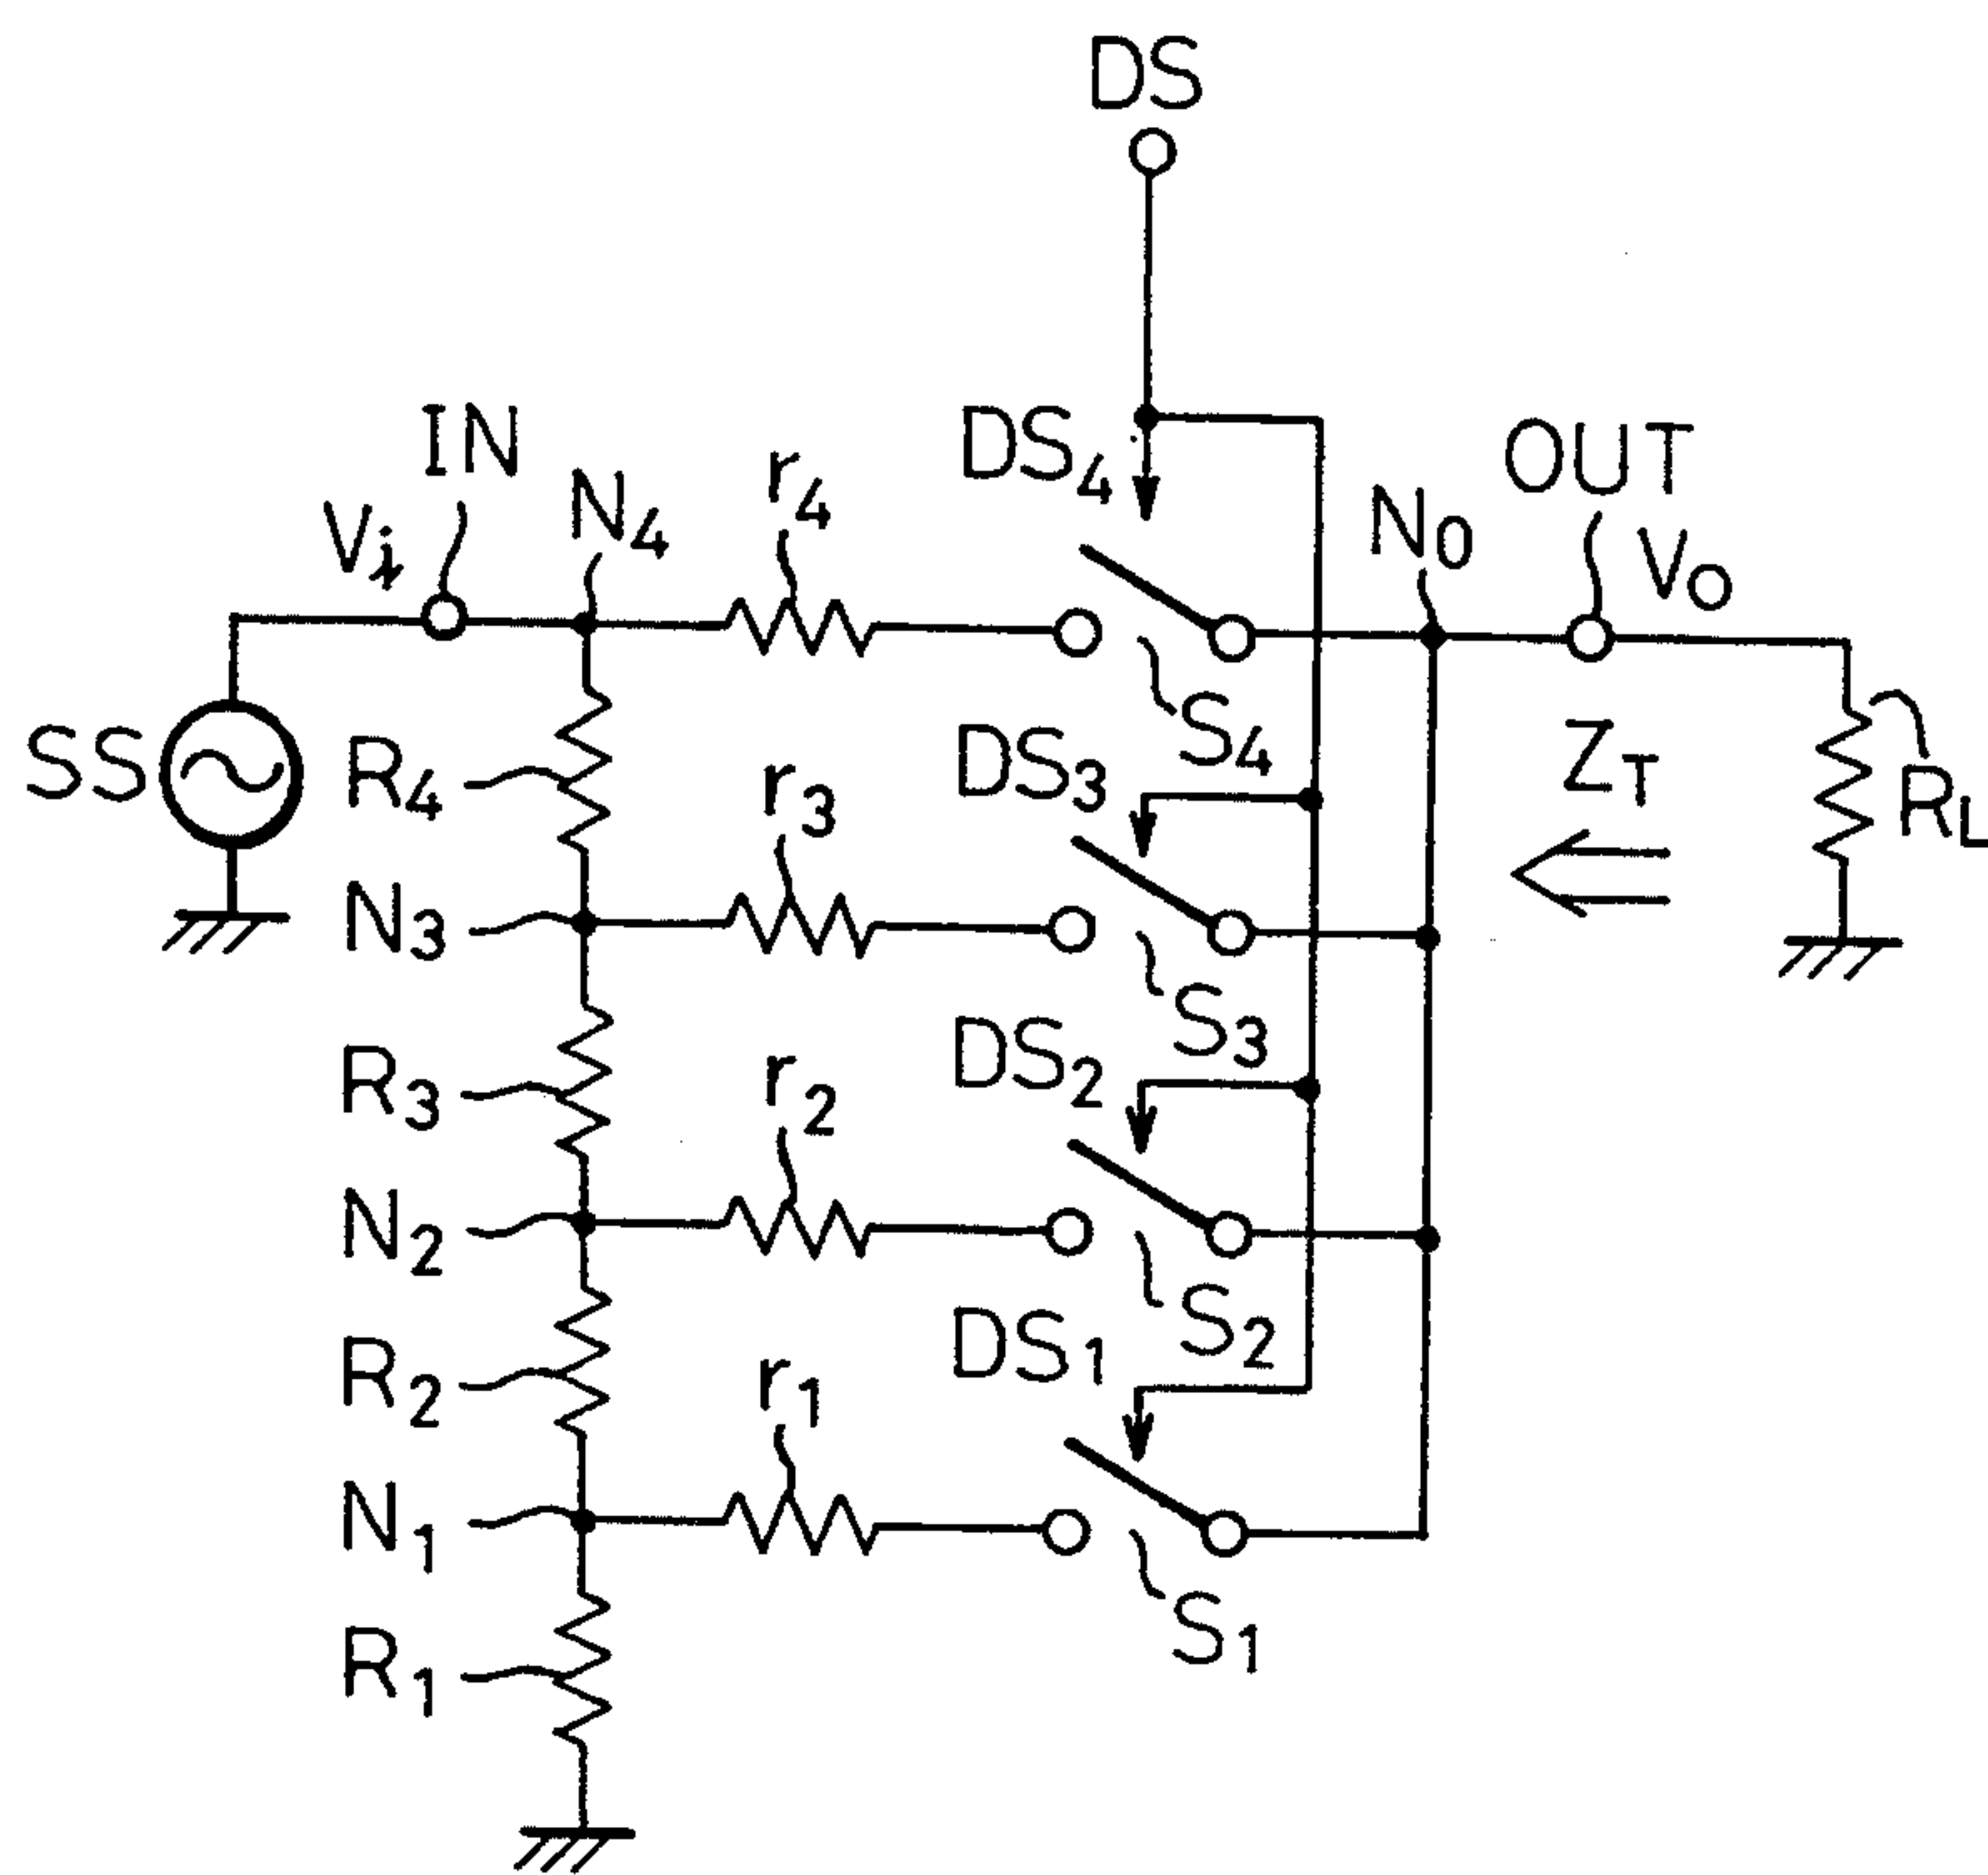 DS
IN
Vi
N4
r4
DS4
N0
OUT
VO
SS
R4
r3
DS3
S4
ZT
RL
N3
S3
R3
r2
DS2
N2
S2
R2
r1
DS1
N1
S1
R1